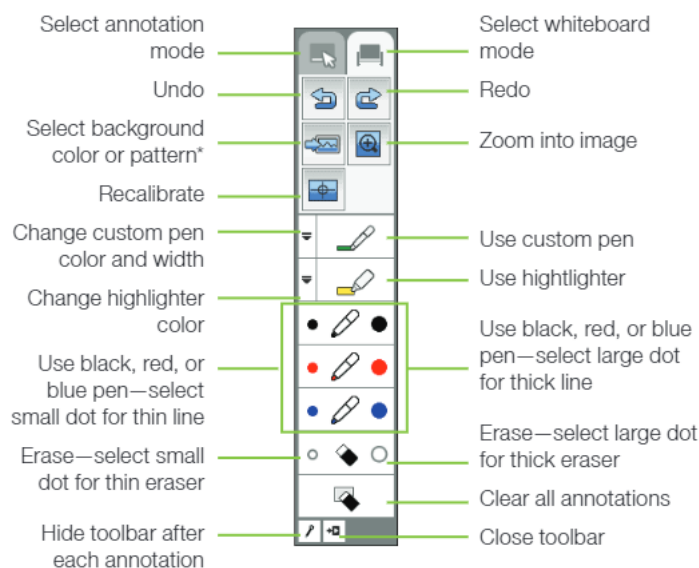 Select annotation
mode
Undo
Select background
color or pattern*
Recalibrate
Change custom pen
color and width
Change highlighter
color
Use black, red, or
blue pen—select
small dot for thin line
Erase—select small
dot for thin eraser
Hide toolbar after
each annotation
Select whiteboard
mode
Redo
Zoom into image
Use custom pen
Use hightlighter
Use black, red, or blue
pen—select large dot
for thick line
Erase—select large dot
for thick eraser
Clear all annotations
Close toolbar